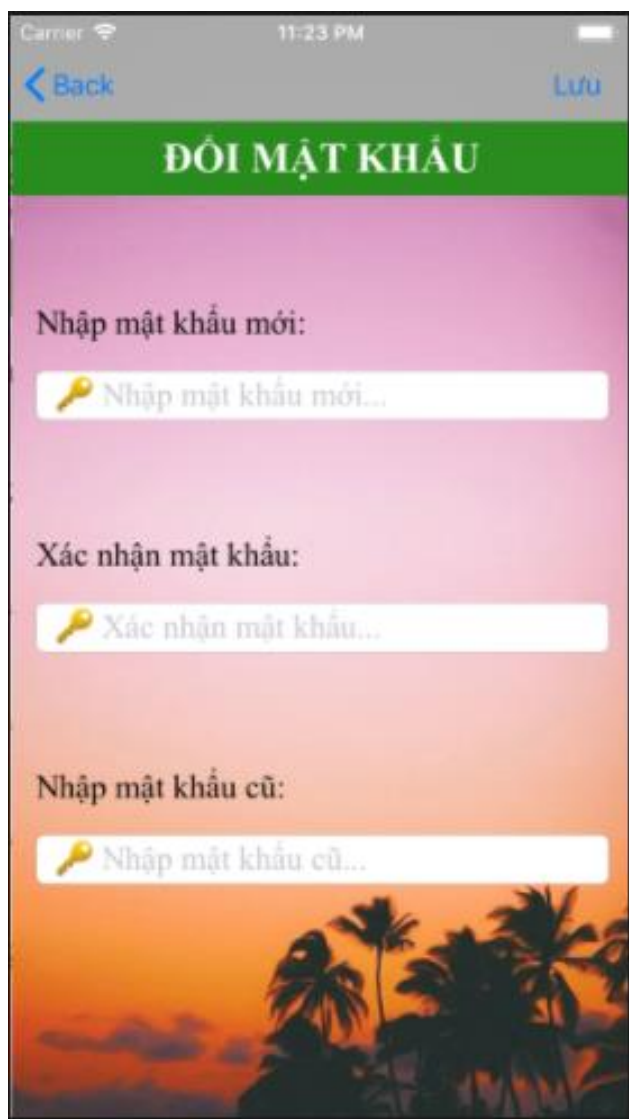 Carrier 11:23 PM
Back Lưu
ĐỔI MẬT KHẨU
Nhập mật khẩu mới:
Nhập mật khẩu mới...
Xác nhận mật khẩu:
Xác nhận mật khẩu...
Nhập mật khẩu cũ:
Nhập mật khẩu cũ...